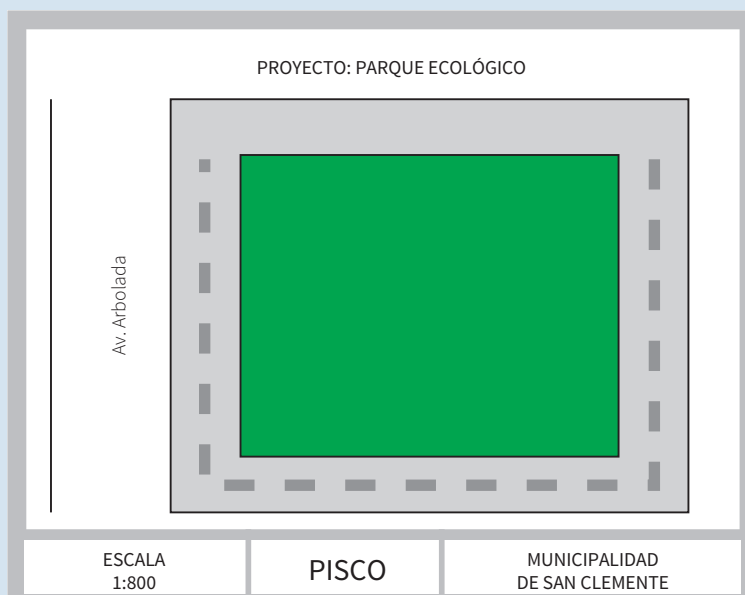 PROYECTO: PARQUE ECOLÓGICO
Av. Arbolada
ESCALA
1:800
PISCO
MUNICIPALIDAD
DE SAN CLEMENTE